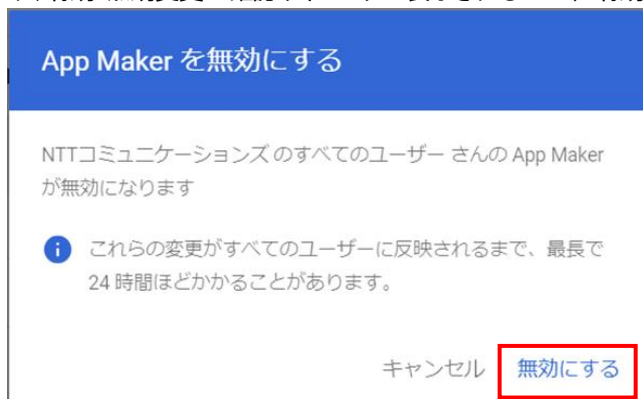 App Maker を無効にする
NTTコミュニケーションズ のすべてのユーザー さんの App Maker
が無効になります
これらの変更がすべてのユーザーに反映されるまで、最長で
24 時間ほどかかることがあります。
キャンセル 無効にする